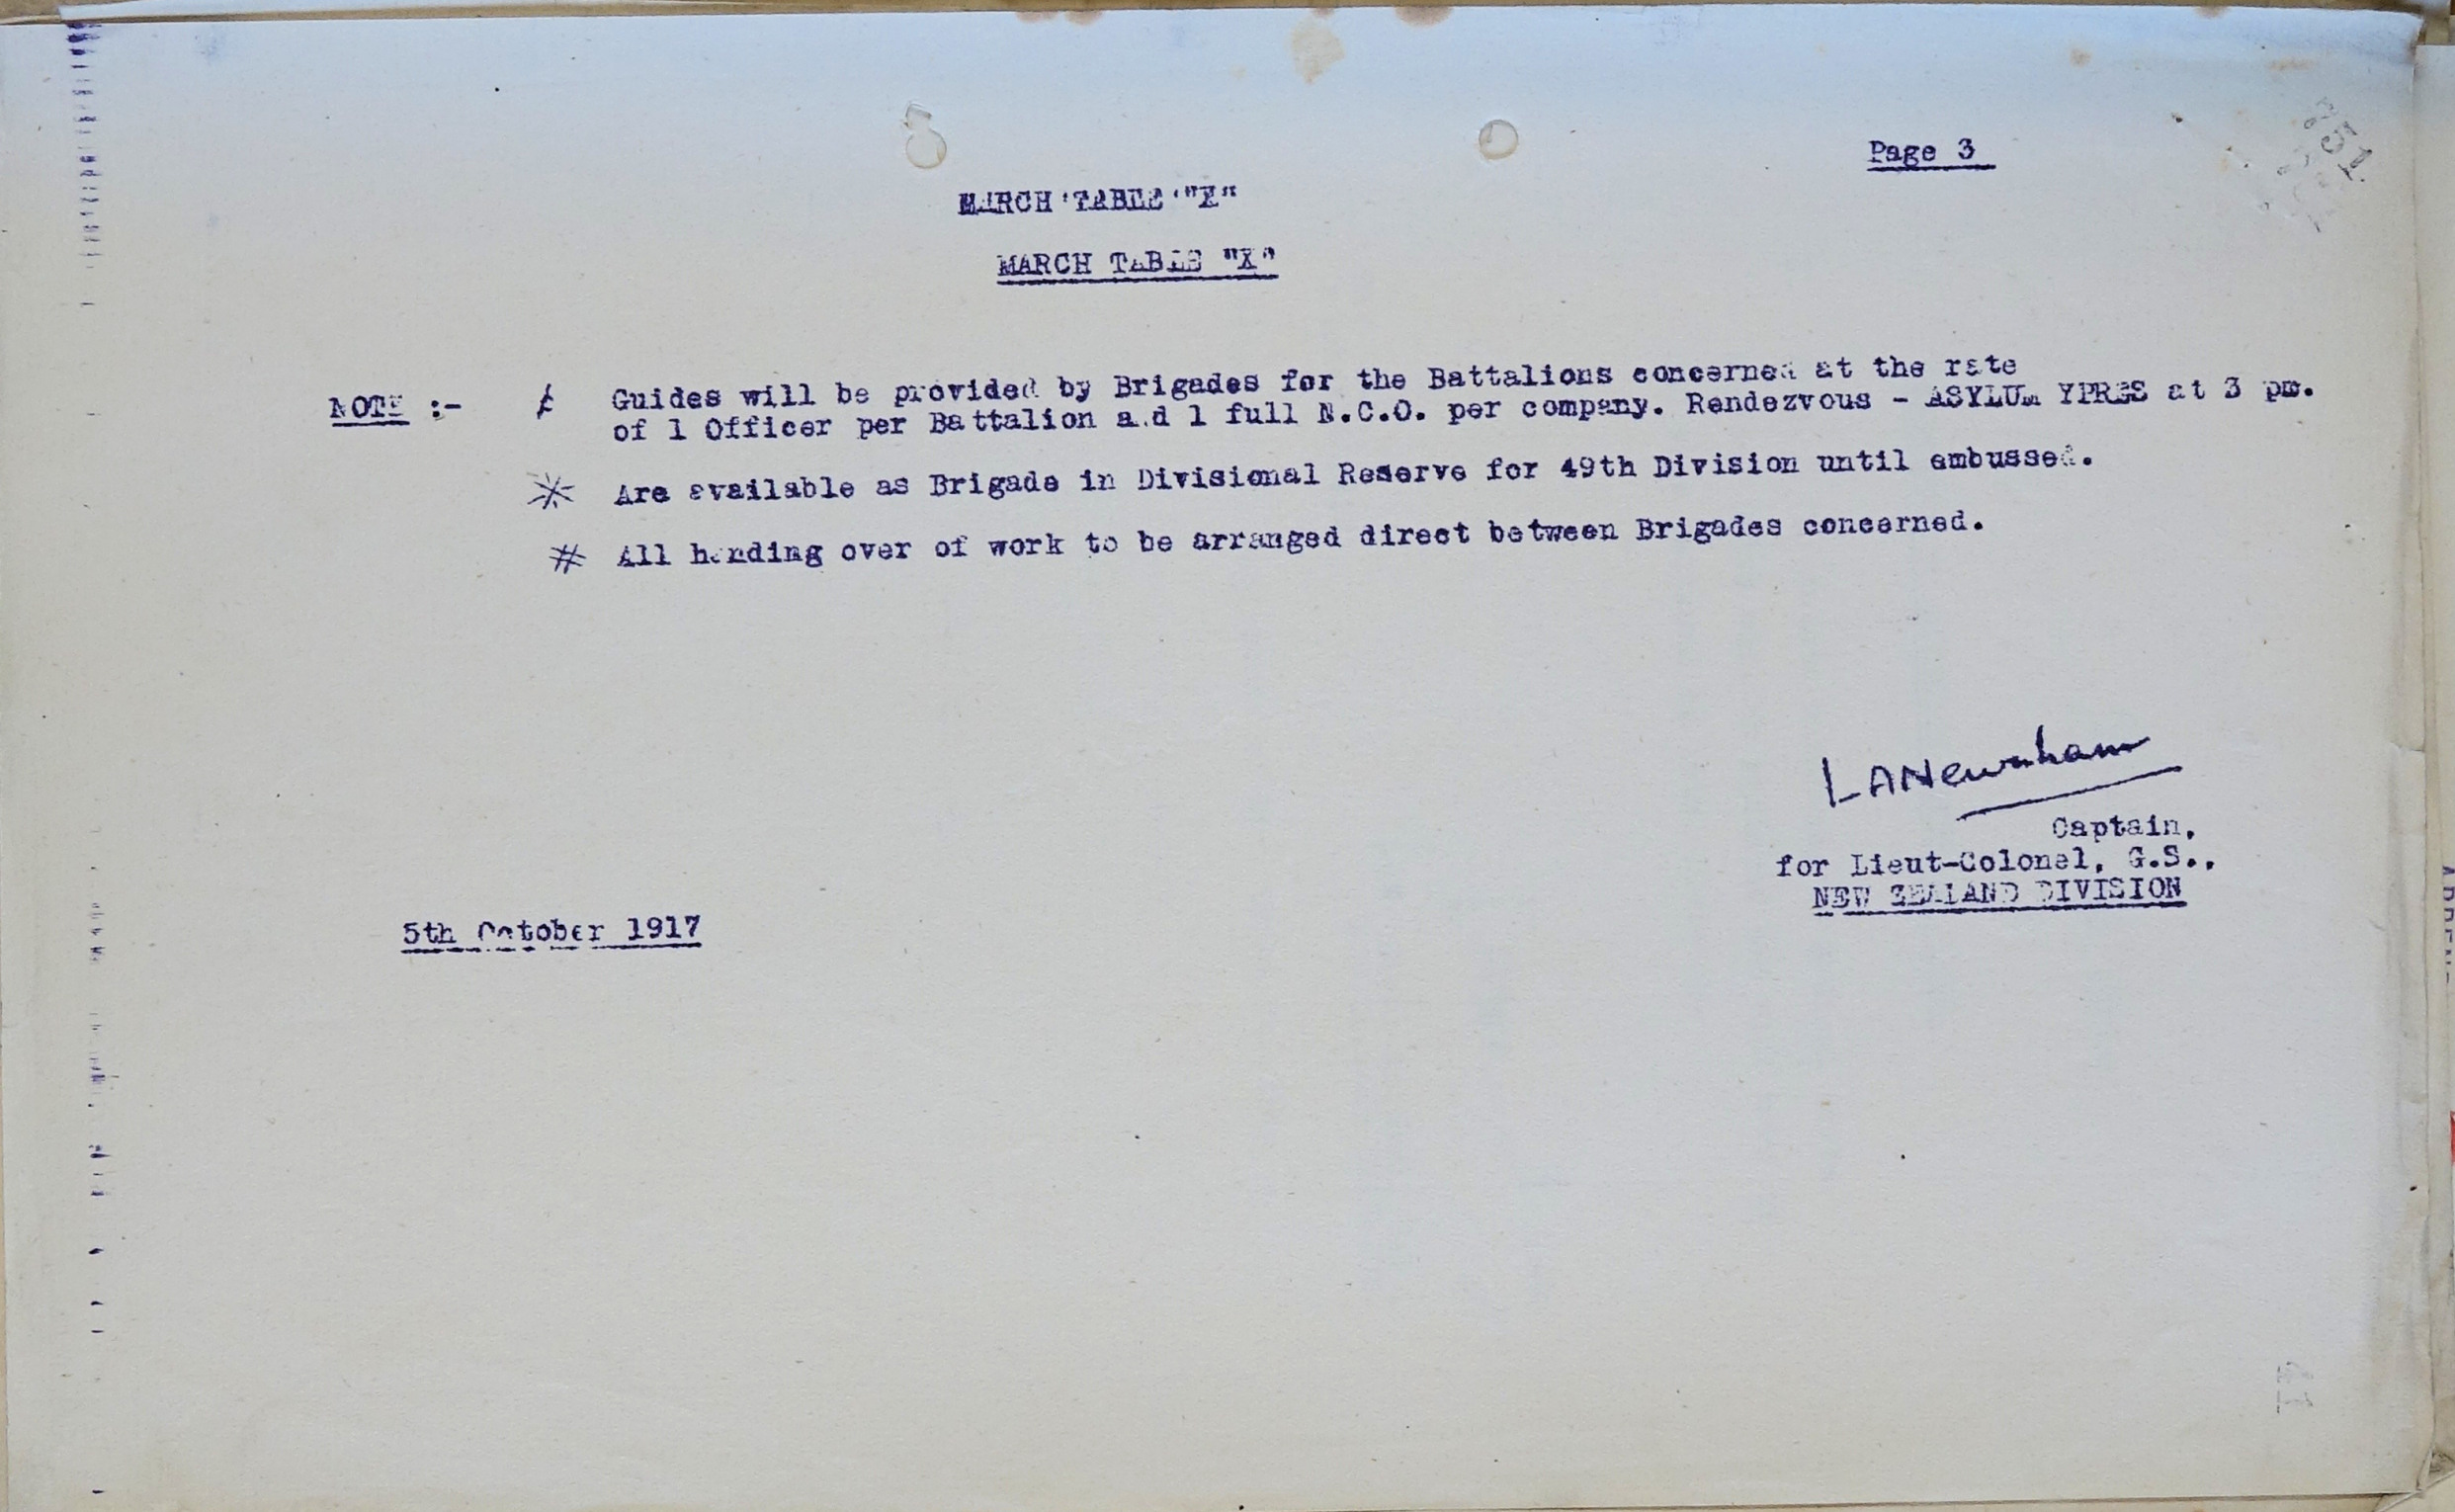 Page 3
MARCH TABLE "X"
MARCH TABLE "X"
NOTE :- ¢ Guides will be provided by Brigades for the Battalions concerned at the rate
of 1 Officer per Battalion and 1 full N.C.O. per company. Rendezvous - ASYLUM YPRES at 3 pm.
* Are available as Brigade in Divisional Reserve for 49th Division until embussed.
# All handing over of work to be arranged direct between Brigades concerned.
LANewnham
Captain,
for Lieut-Colonel, G.S.,
NEW ZEALAND DIVISION
5th October 1917